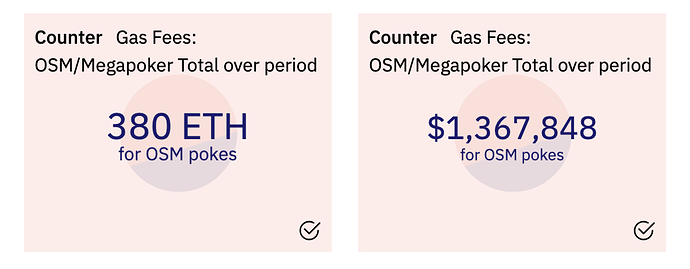 Counter Gas Fees:
OSM/Megapoker Total over period
380 ETH
for OSM pokes
Counter Gas Fees:
OSM/Megapoker Total over period
$1,367,848
for OSM pokes